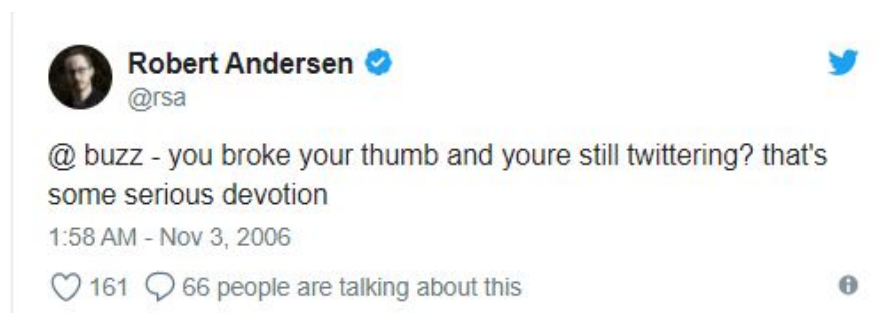 Robert Andersen
@rsa
@ buzz - you broke your thumb and youre still twittering? that's
some serious devotion
1:58 AM - Nov 3, 2006
161 66 people are talking about this